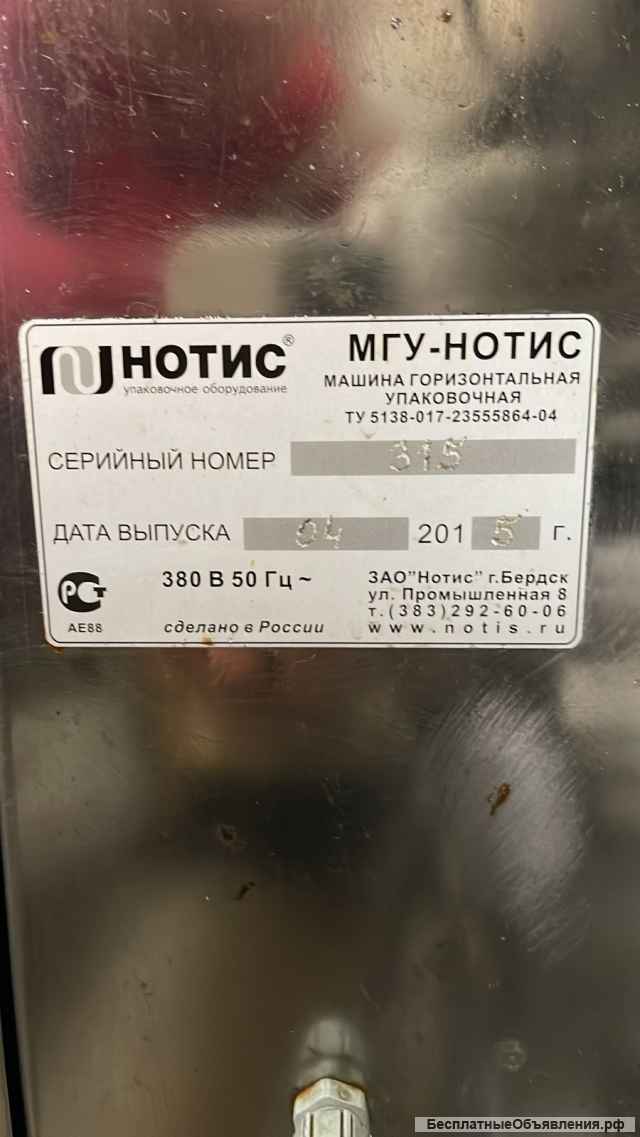 НОТИС®
упаковочное оборудование
МГУ-НОТИС
МАШИНА ГОРИЗОНТАЛЬНАЯ
УПАКОВОЧНАЯ
ТУ 5138-017-23555864-04
СЕРИЙНЫЙ НОМЕР 315
ДАТА ВЫПУСКА 04 2015 г.
РСТ
АЕ88
380 В 50 Гц ~
сделано в России
ЗАО"Нотис" г.Бердск
ул. Промышленная 8
т.(383)292-60-06
www.notis.ru
БесплатныеОбъявления.рф